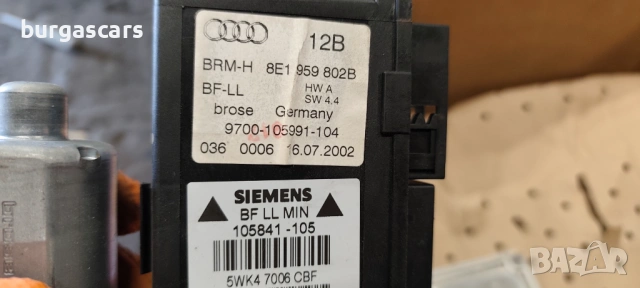 burgascars
12B
BRM-H 8E1 959 802B
BF-LL HW A
SW 4.4
brose Germany
9700-105991-104
036 0006 16.07.2002
SIEMENS
BF LL MIN
105841-105
5WK4 7006 CBF
BAZAR